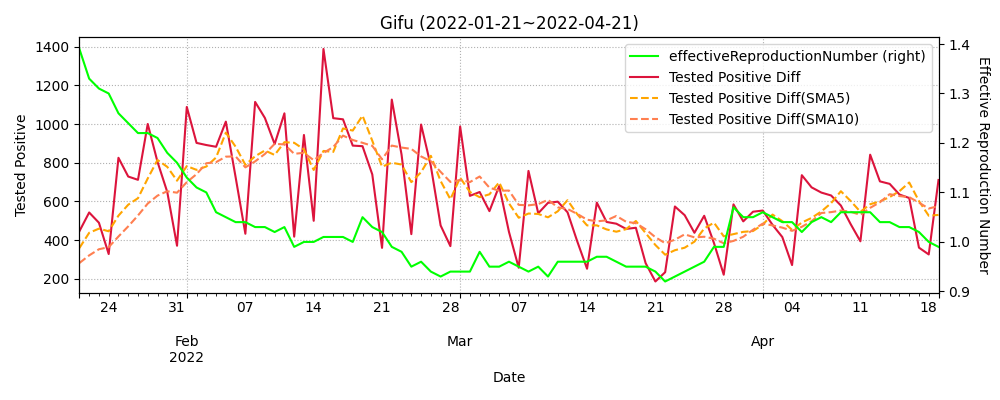 Gifu (2022-01-21~2022-04-21)
effectiveReproductionNumber (right)
Tested Positive Diff
Tested Positive Diff(SMA5)
Tested Positive Diff(SMA10)
Tested Positive
1400
1200
1000
800
600
400
200
Effective Reproduction Number
1.4
1.3
1.2
1.1
1.0
0.9
24 31 07 14 21 28 07 14 21 28 04 11 18
Feb Mar Apr
2022
Date